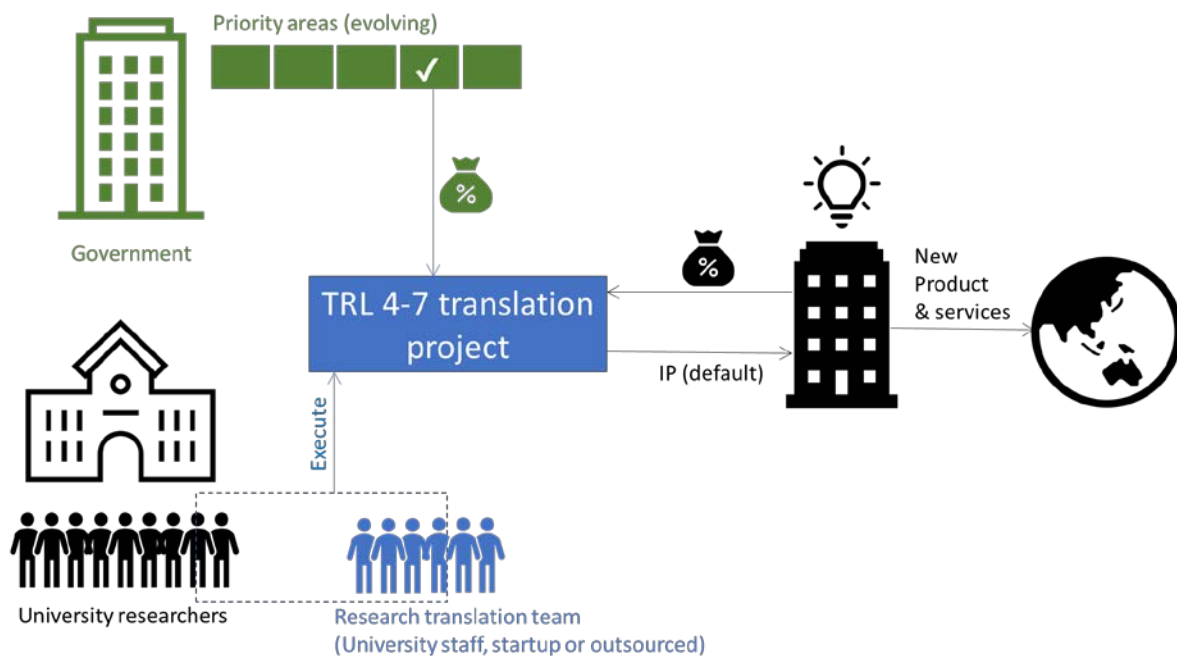 Priority areas (evolving)
✓
%
Government
%
New
Product
& services
TRL 4-7 translation
project
IP (default)
Execute
University researchers
Research translation team
(University staff, startup or outsourced)